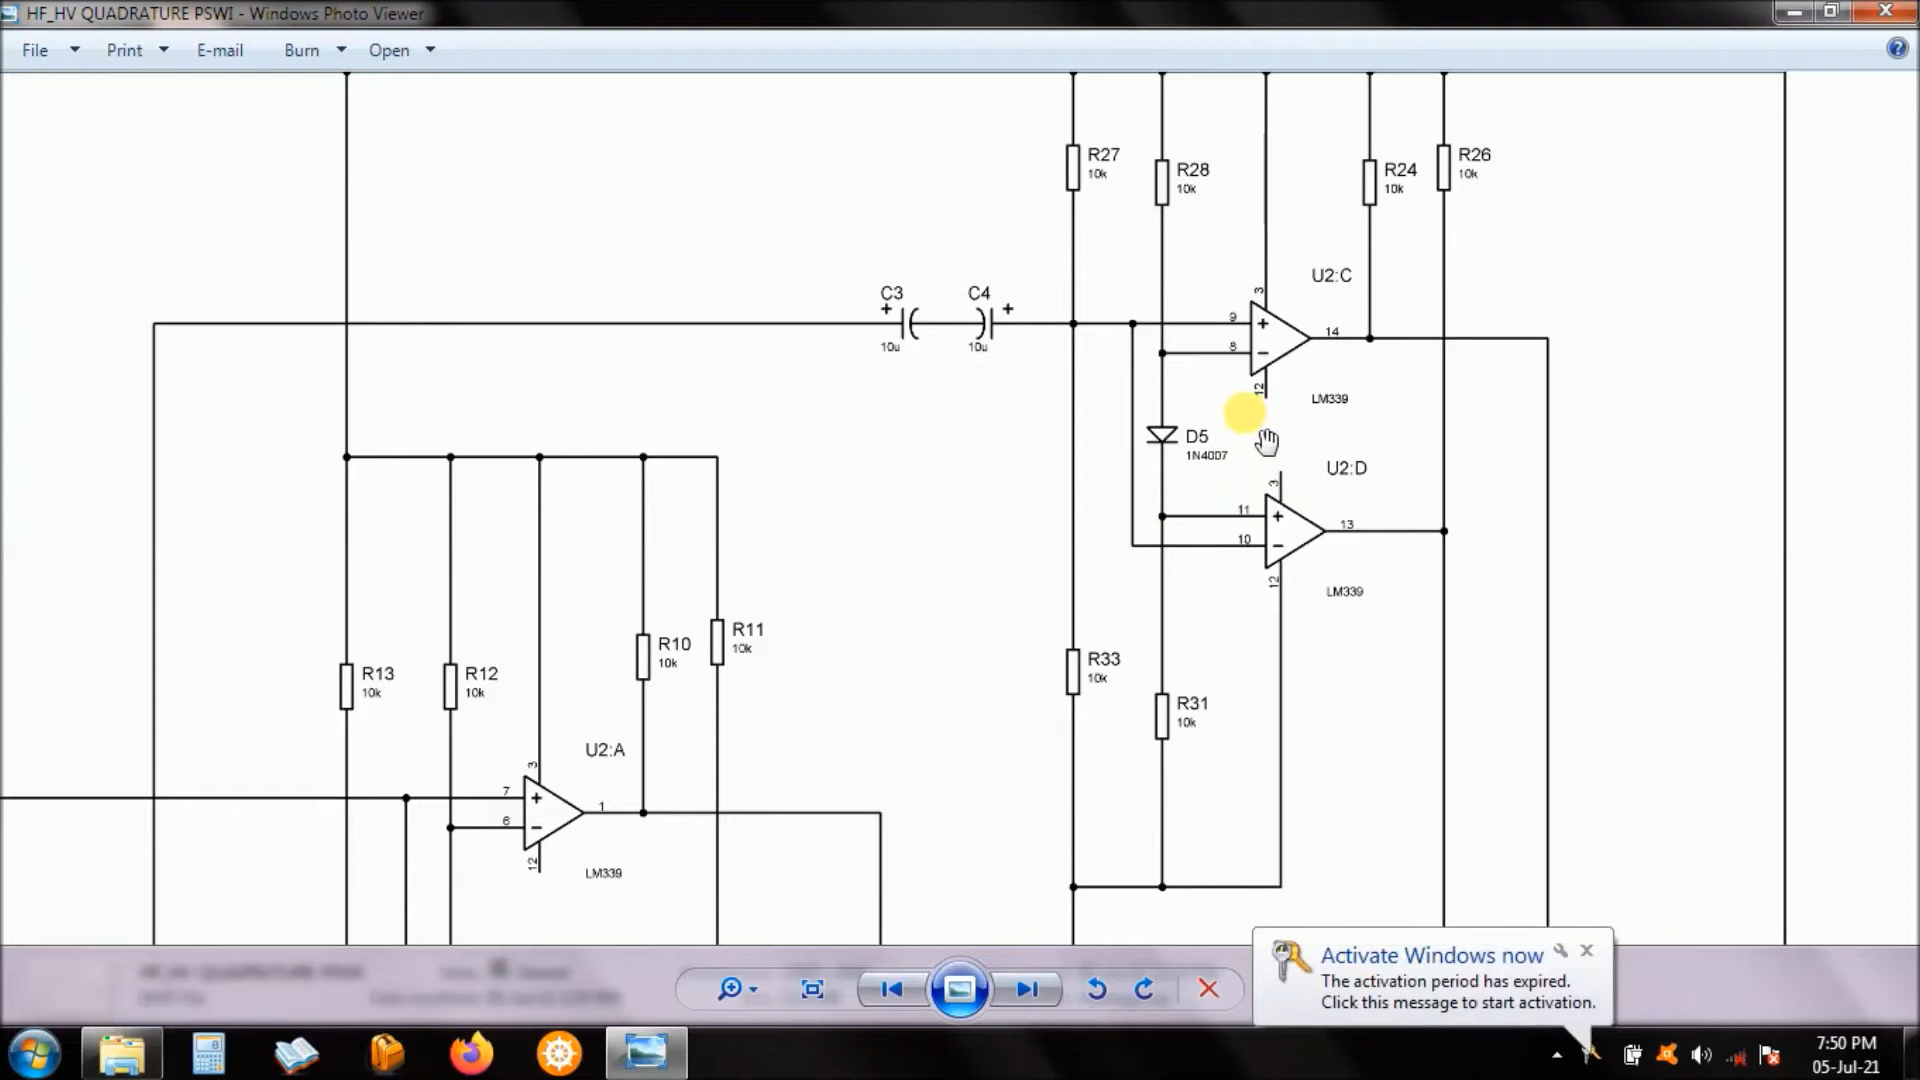 HF_HV QUADRATURE PSWI - Windows Photo Viewer
File Print E-mail Burn Open
R27
10k
R28
10k
R24
10k
R26
10k
C3
+
10u
C4
+
10u
U2:C
3
9
+
8
−
14
12
LM339
D5
1N4007
U2:D
3
11
+
10
−
13
12
LM339
R13
10k
R12
10k
R10
10k
R11
10k
R33
10k
R31
10k
U2:A
3
7
+
6
−
1
12
LM339
Activate Windows now
The activation period has expired.
Click this message to start activation.
7:50 PM
05-Jul-21